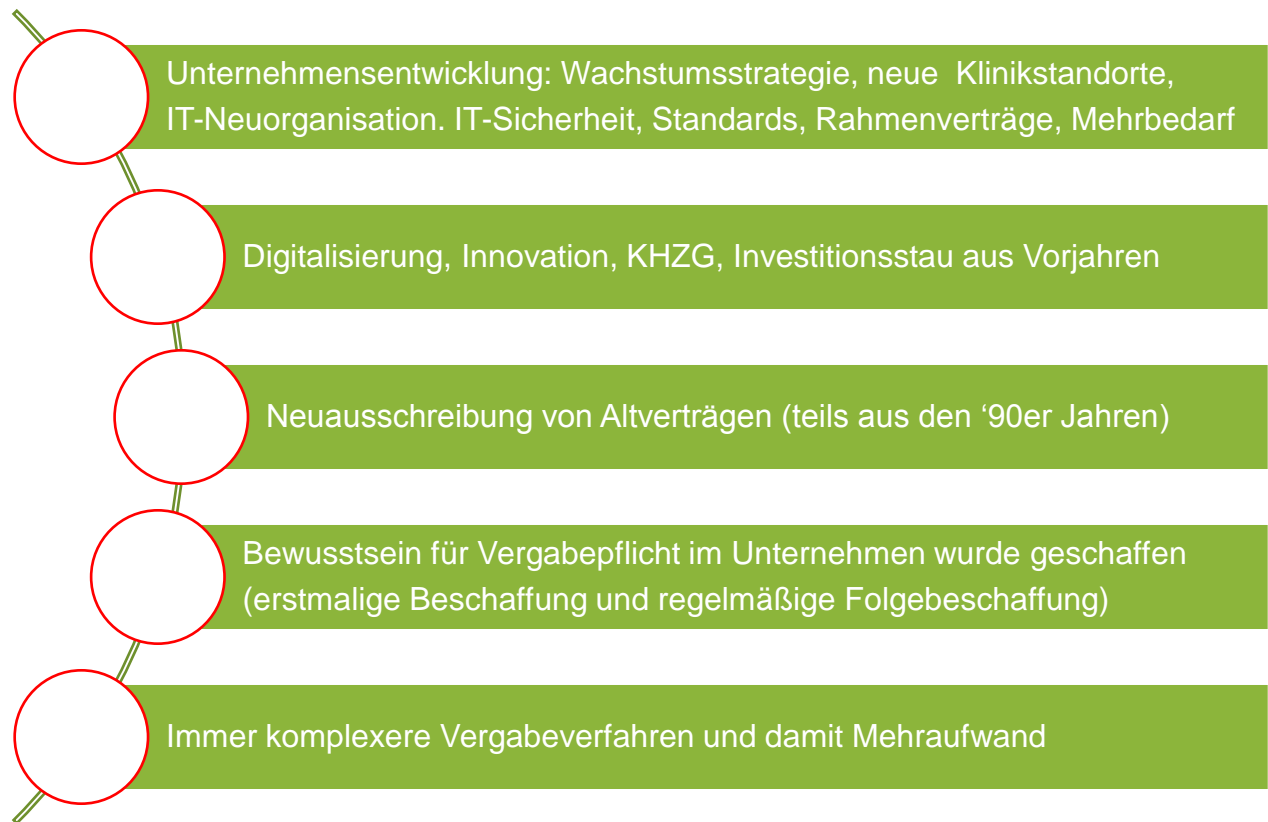 Unternehmensentwicklung: Wachstumsstrategie, neue Klinikstandorte,
IT-Neuorganisation. IT-Sicherheit, Standards, Rahmenverträge, Mehrbedarf
Digitalisierung, Innovation, KHZG, Investitionsstau aus Vorjahren
Neuausschreibung von Altverträgen (teils aus den ‘90er Jahren)
Bewusstsein für Vergabepflicht im Unternehmen wurde geschaffen
(erstmalige Beschaffung und regelmäßige Folgebeschaffung)
Immer komplexere Vergabeverfahren und damit Mehraufwand